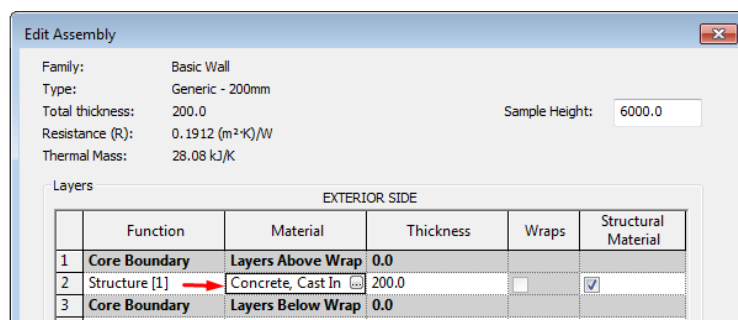 Edit Assembly
Family: Basic Wall
Type: Generic - 200mm
Total thickness: 200.0 Sample Height: 6000.0
Resistance (R): 0.1912 (m²·K)/W
Thermal Mass: 28.08 kJ/K
Layers
EXTERIOR SIDE
Function Material Thickness Wraps Structural
Material
1 Core Boundary Layers Above Wrap 0.0
2 Structure [1] Concrete, Cast In ... 200.0
3 Core Boundary Layers Below Wrap 0.0